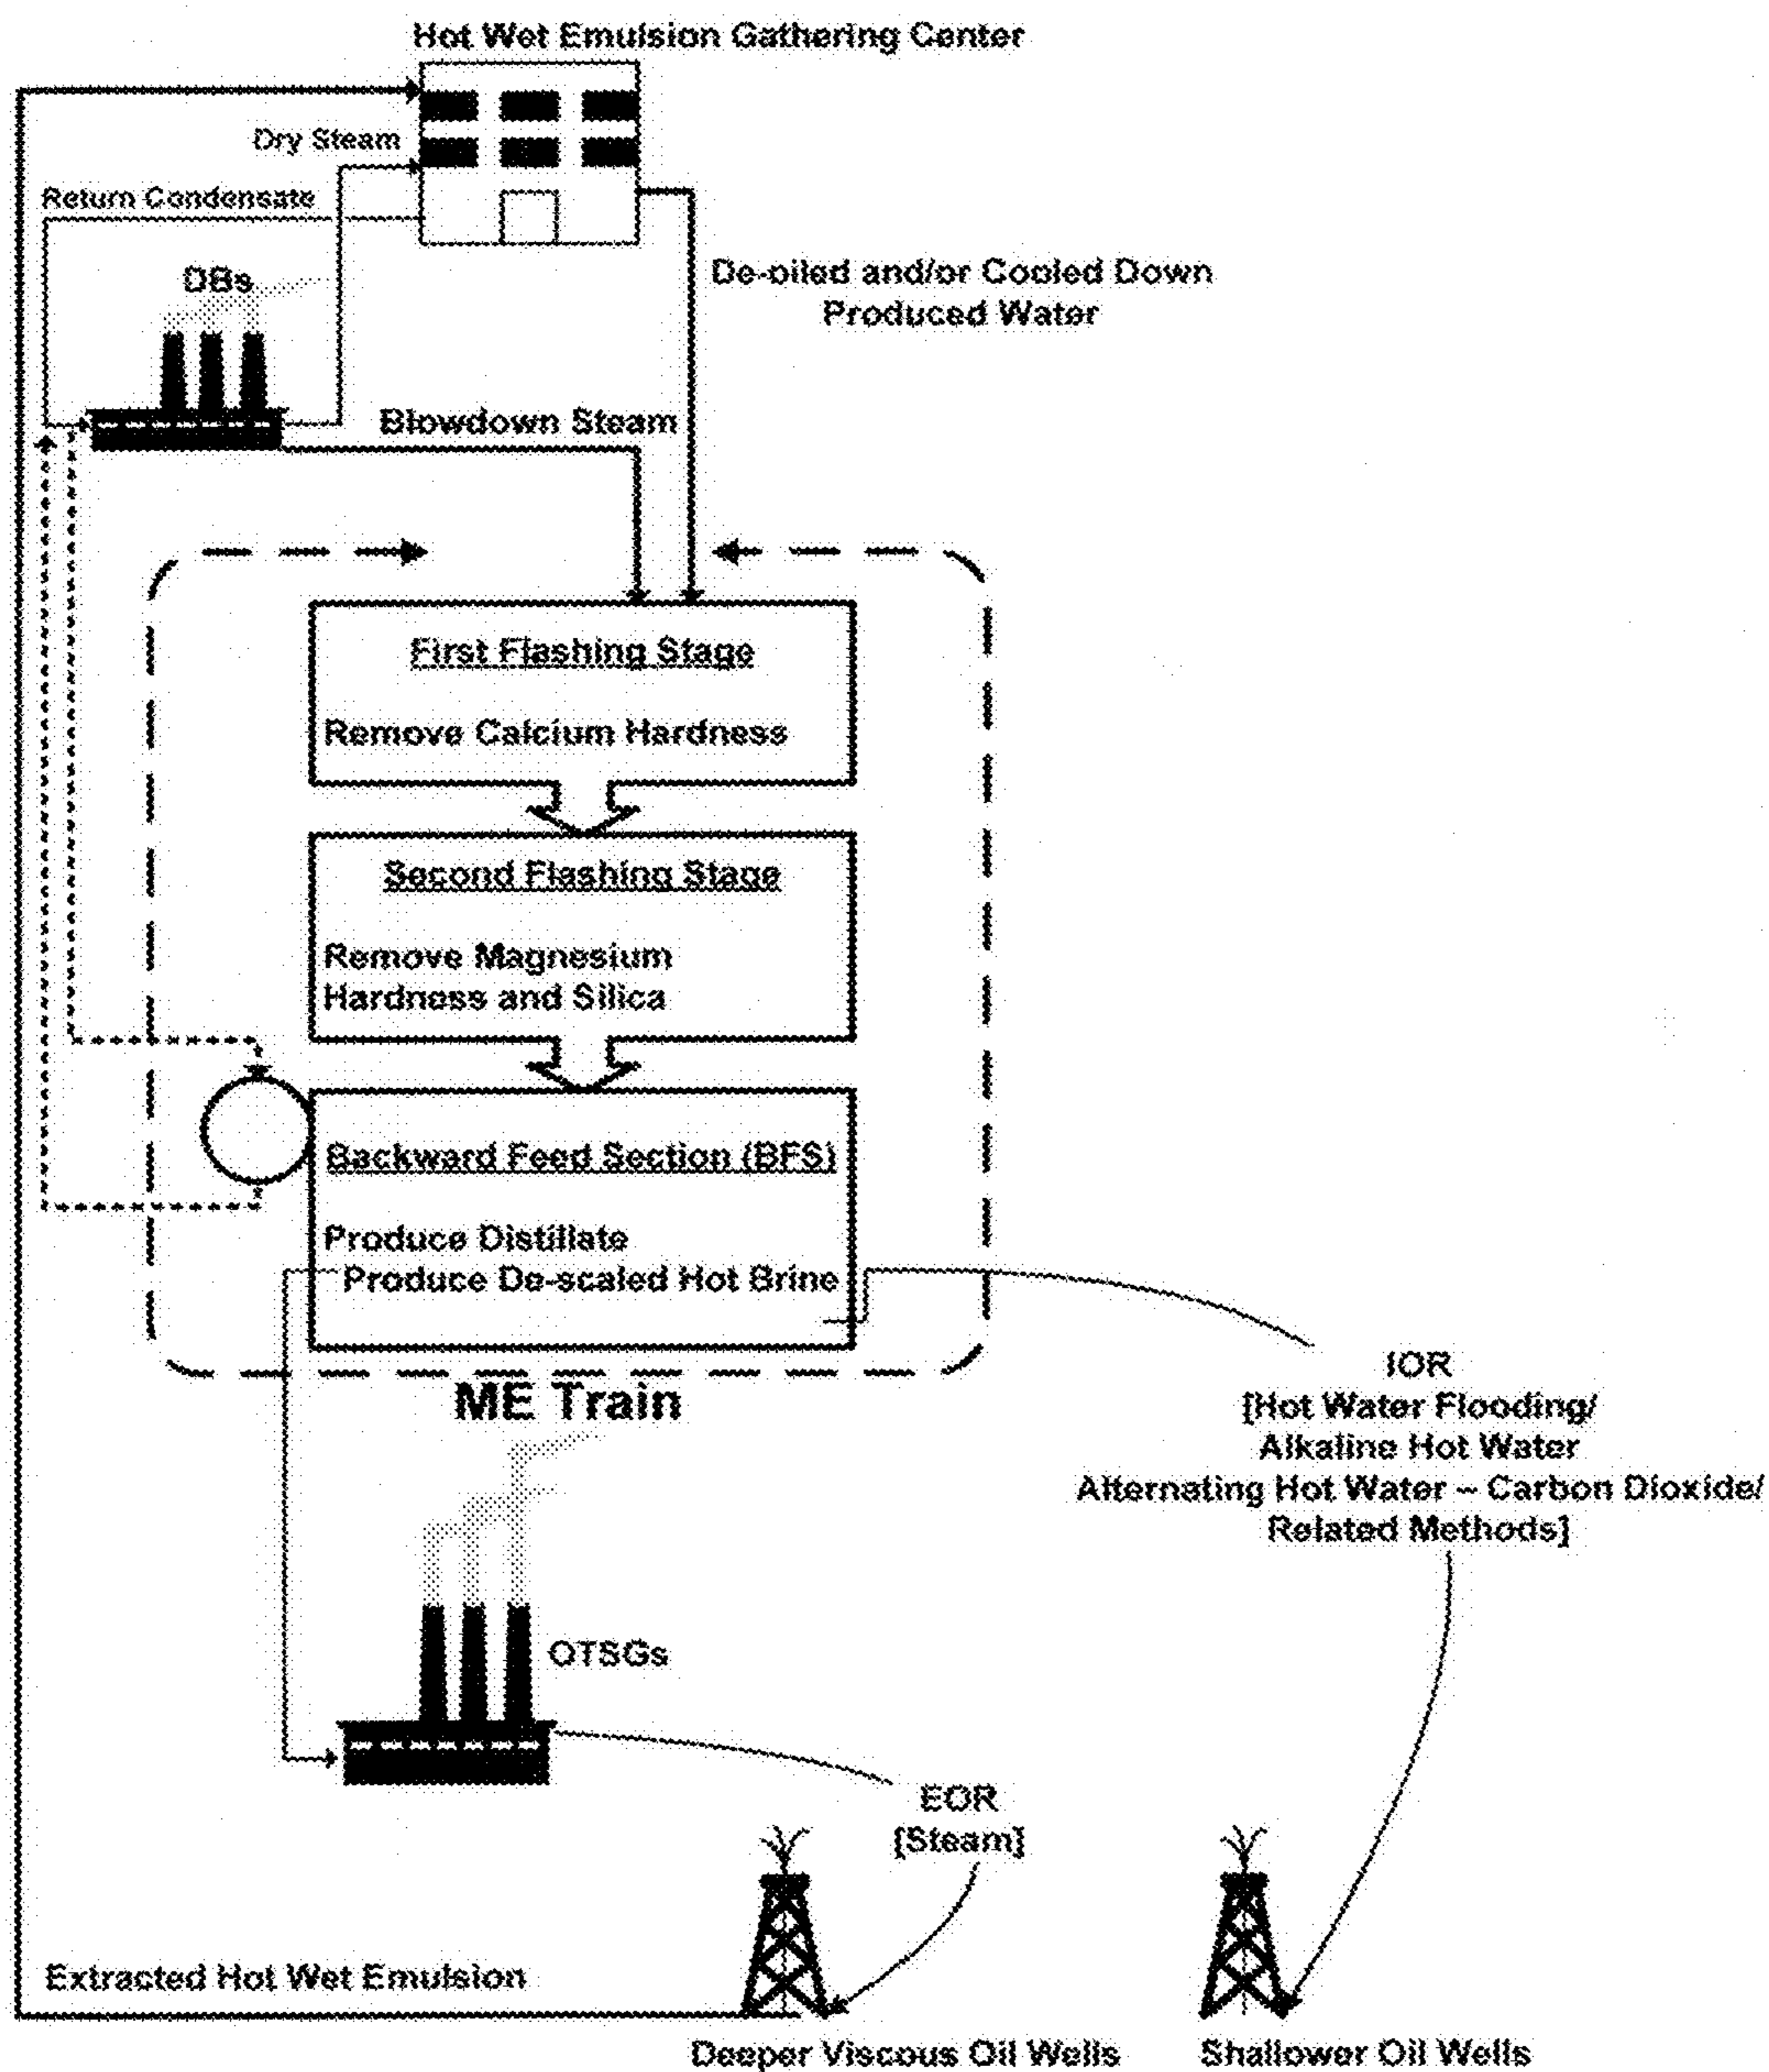 Hot Wet Emulsion Gathering Center
Dry Steam
Return Condensate
DBs
De-oiled and/or Cooled Down
Produced Water
Blowdown Steam
First Flashing Stage
Remove Calcium Hardness
Second Flashing Stage
Remove Magnesium
Hardness and Silica
Backward Feed Section (BFS)
Produce Distillate
Produce De-scaled Hot Brine
ME Train
IOR
[Hot Water Flooding/
Alkaline Hot Water
Alternating Hot Water – Carbon Dioxide/
Related Methods]
OTSGs
EOR
[Steam]
Extracted Hot Wet Emulsion
Deeper Viscous Oil Wells
Shallower Oil Wells